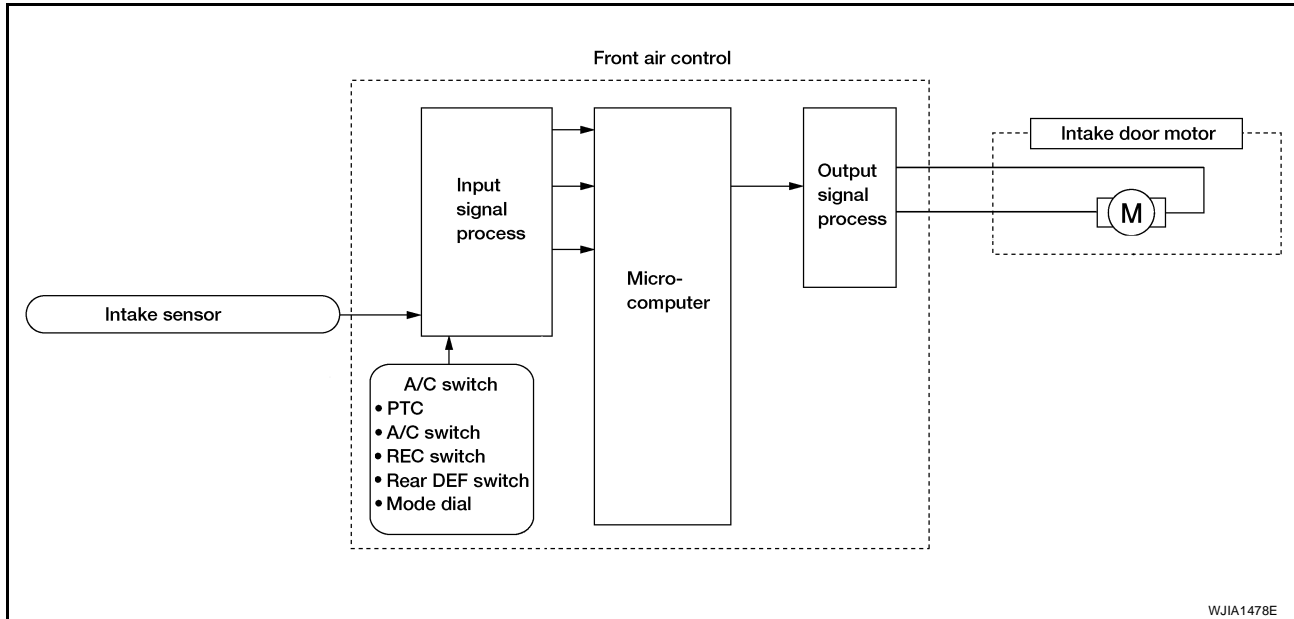 Front air control
Intake door motor
Input
signal
process
Output
signal
process
M
Micro-
computer
Intake sensor
A/C switch
• PTC
• A/C switch
• REC switch
• Rear DEF switch
• Mode dial
WJIA1478E